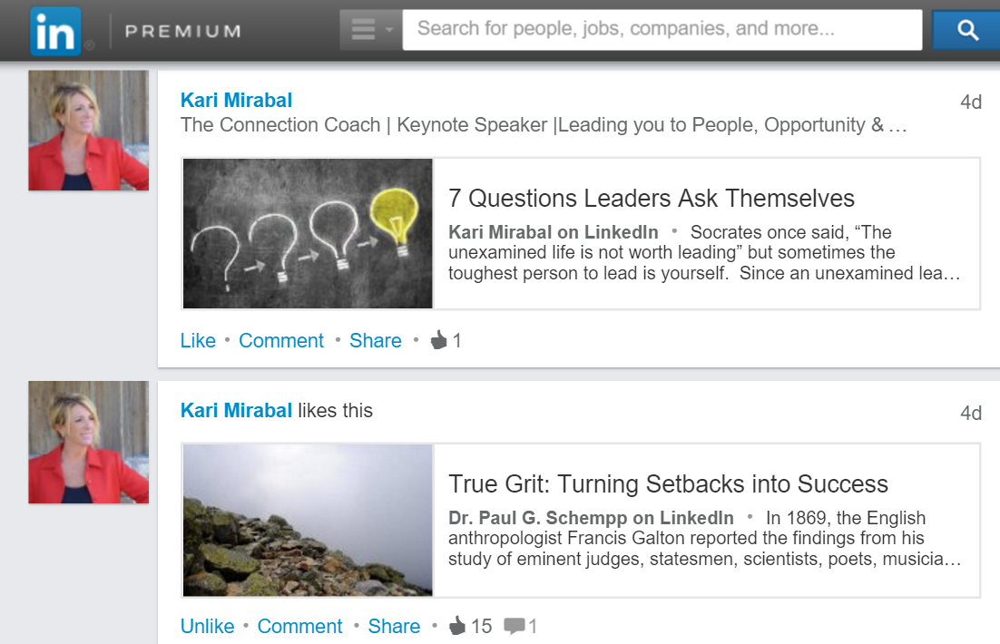 in® PREMIUM
Search for people, jobs, companies, and more...
Kari Mirabal
4d
The Connection Coach | Keynote Speaker |Leading you to People, Opportunity & …
7 Questions Leaders Ask Themselves
Kari Mirabal on LinkedIn • Socrates once said, “The
unexamined life is not worth leading” but sometimes the
toughest person to lead is yourself. Since an unexamined lea…
Like • Comment • Share • 1
Kari Mirabal likes this
4d
True Grit: Turning Setbacks into Success
Dr. Paul G. Schempp on LinkedIn • In 1869, the English
anthropologist Francis Galton reported the findings from his
study of eminent judges, statesmen, scientists, poets, musicia…
Unlike • Comment • Share • 15 1